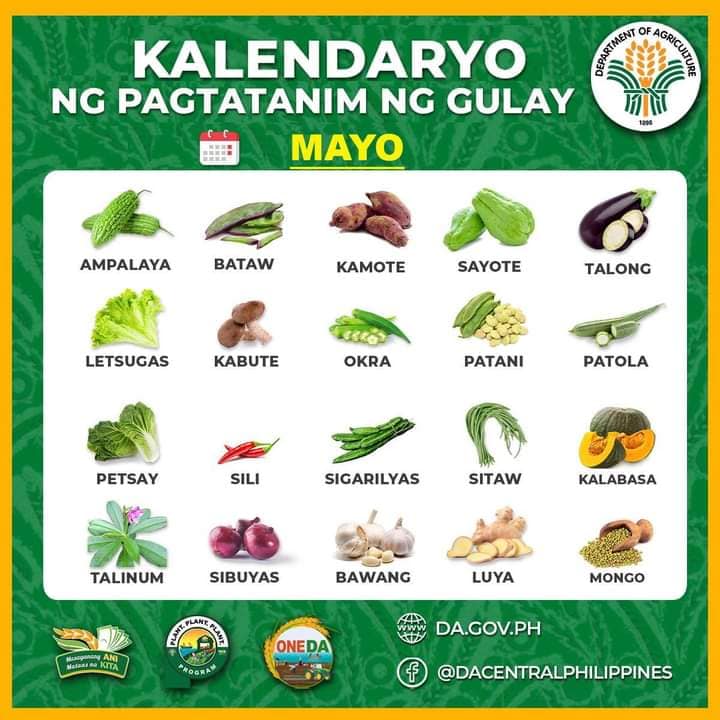 KALENDARYO
NG PAGTATANIM NG GULAY
MAYO
DEPARTMENT OF AGRICULTURE
1898
AMPALAYA BATAW KAMOTE SAYOTE TALONG
LETSUGAS KABUTE OKRA PATANI PATOLA
PETSAY SILI SIGARILYAS SITAW KALABASA
TALINUM SIBUYAS BAWANG LUYA MONGO
Masaganang ANI
Mataas na KITA
PLANT, PLANT, PLANT
PROGRAM
ONE DA
DA.GOV.PH
@DACENTRALPHILIPPINES